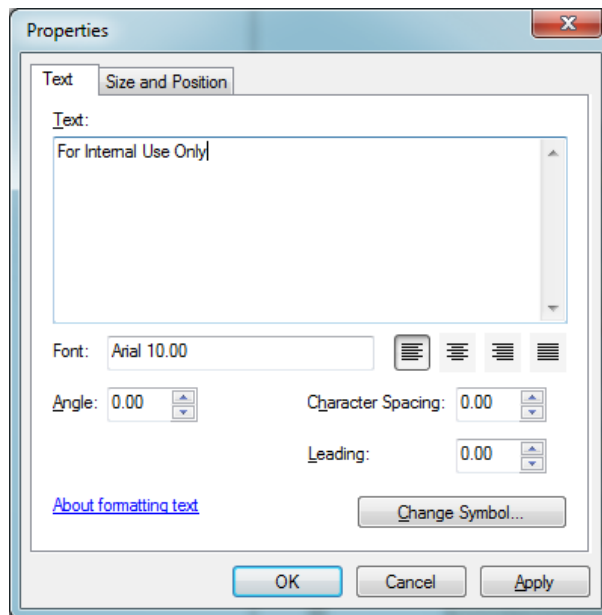 Properties
Text
Size and Position
Text:
For Internal Use Only
Font: Arial 10.00
Angle: 0.00 Character Spacing: 0.00
Leading: 0.00
About formatting text
Change Symbol...
OK Cancel Apply